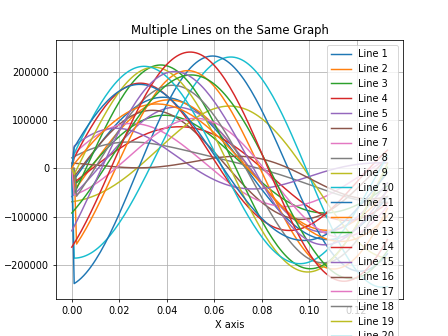 Multiple Lines on the Same Graph
200000
100000
0
−100000
−200000
0.00
0.02
0.04
0.06
0.08
0.10
X axis
Line 1
Line 2
Line 3
Line 4
Line 5
Line 6
Line 7
Line 8
Line 9
Line 10
Line 11
Line 12
Line 13
Line 14
Line 15
Line 16
Line 17
Line 18
Line 19
Line 20